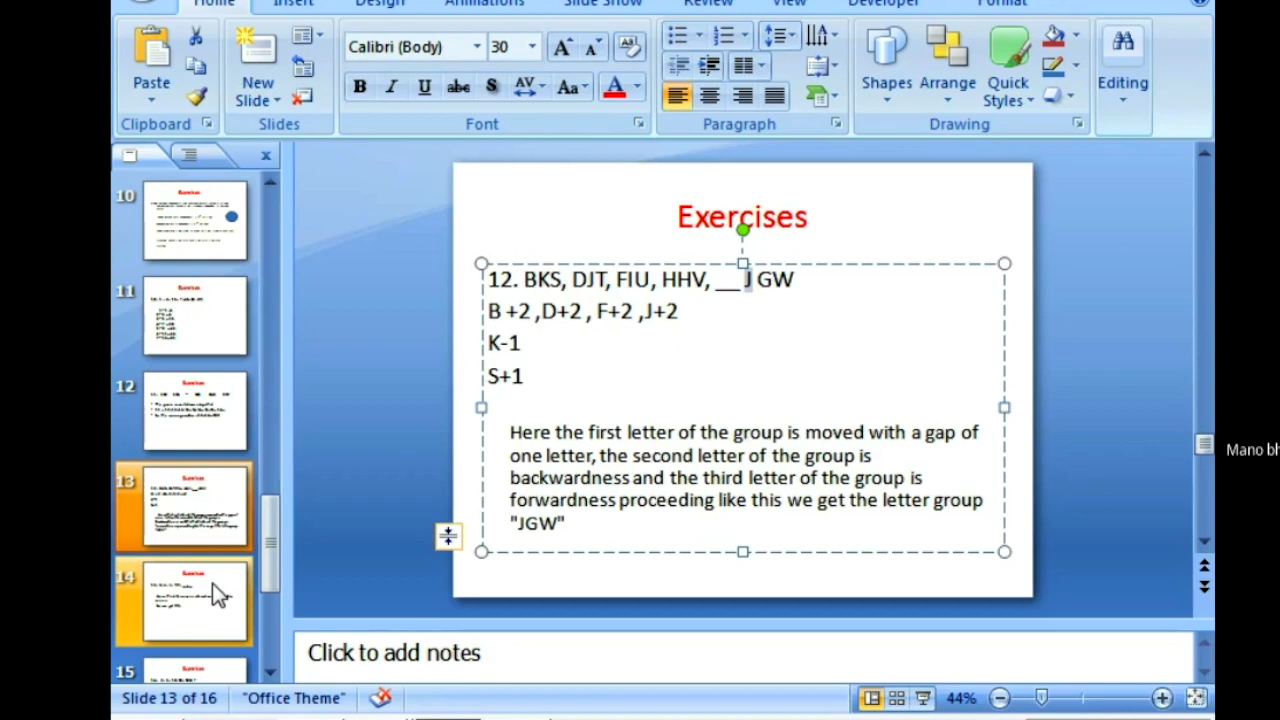 Home Insert Design Animations Slide Show Review View Developer Format
Calibri (Body) 30
Paste New Slide Shapes Arrange Quick Styles Editing
B I U abc S AV Aa A
Clipboard Slides Font Paragraph Drawing
10
11
12
13
14
15
Exercises
12. BKS, DJT, FIU, HHV, __ J GW
B +2 ,D+2 , F+2 ,J+2
K-1
S+1
Here the first letter of the group is moved with a gap of
one letter, the second letter of the group is
backwardness and the third letter of the group is
forwardnss proceeding like this we get the letter group
"JGW"
Mano bh
Click to add notes
Slide 13 of 16 "Office Theme" 44%